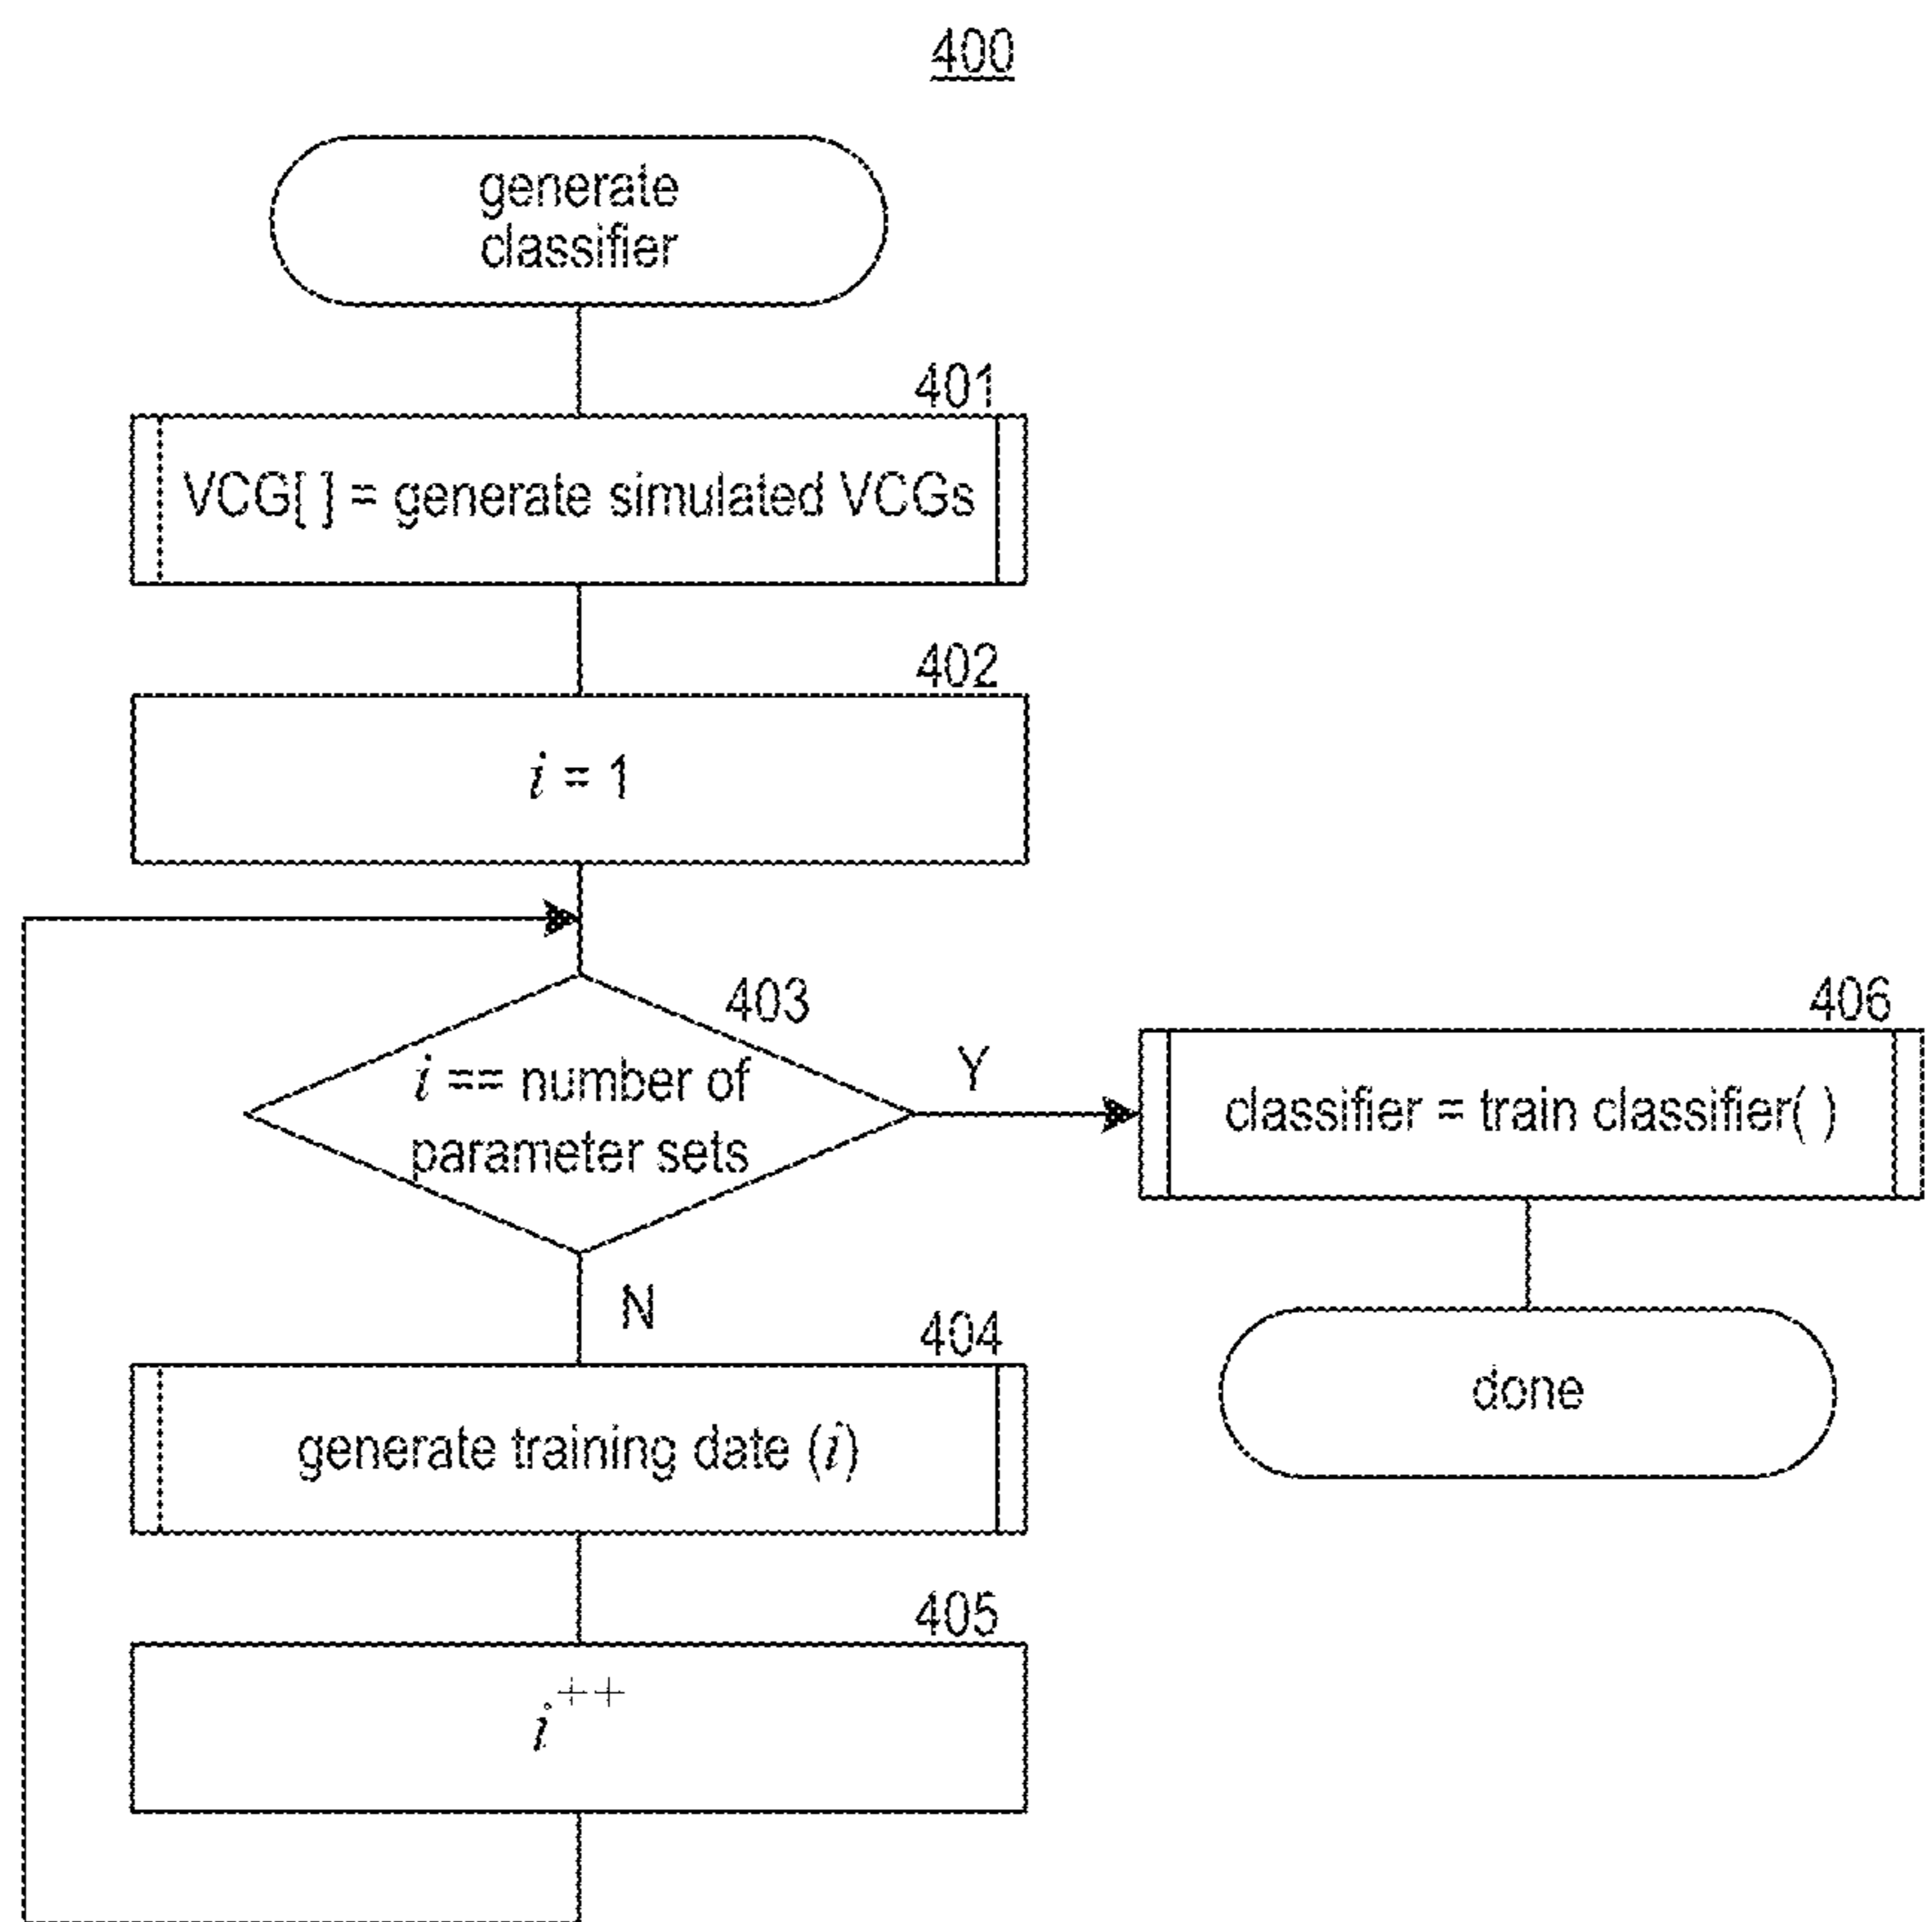 400
generate
classifier
401
VCG[ ] = generate simulated VCGs
402
i = 1
403
i == number of
parameter sets
Y
N
404
generate training date (i)
405
i++
406
classifier = train classifier( )
done